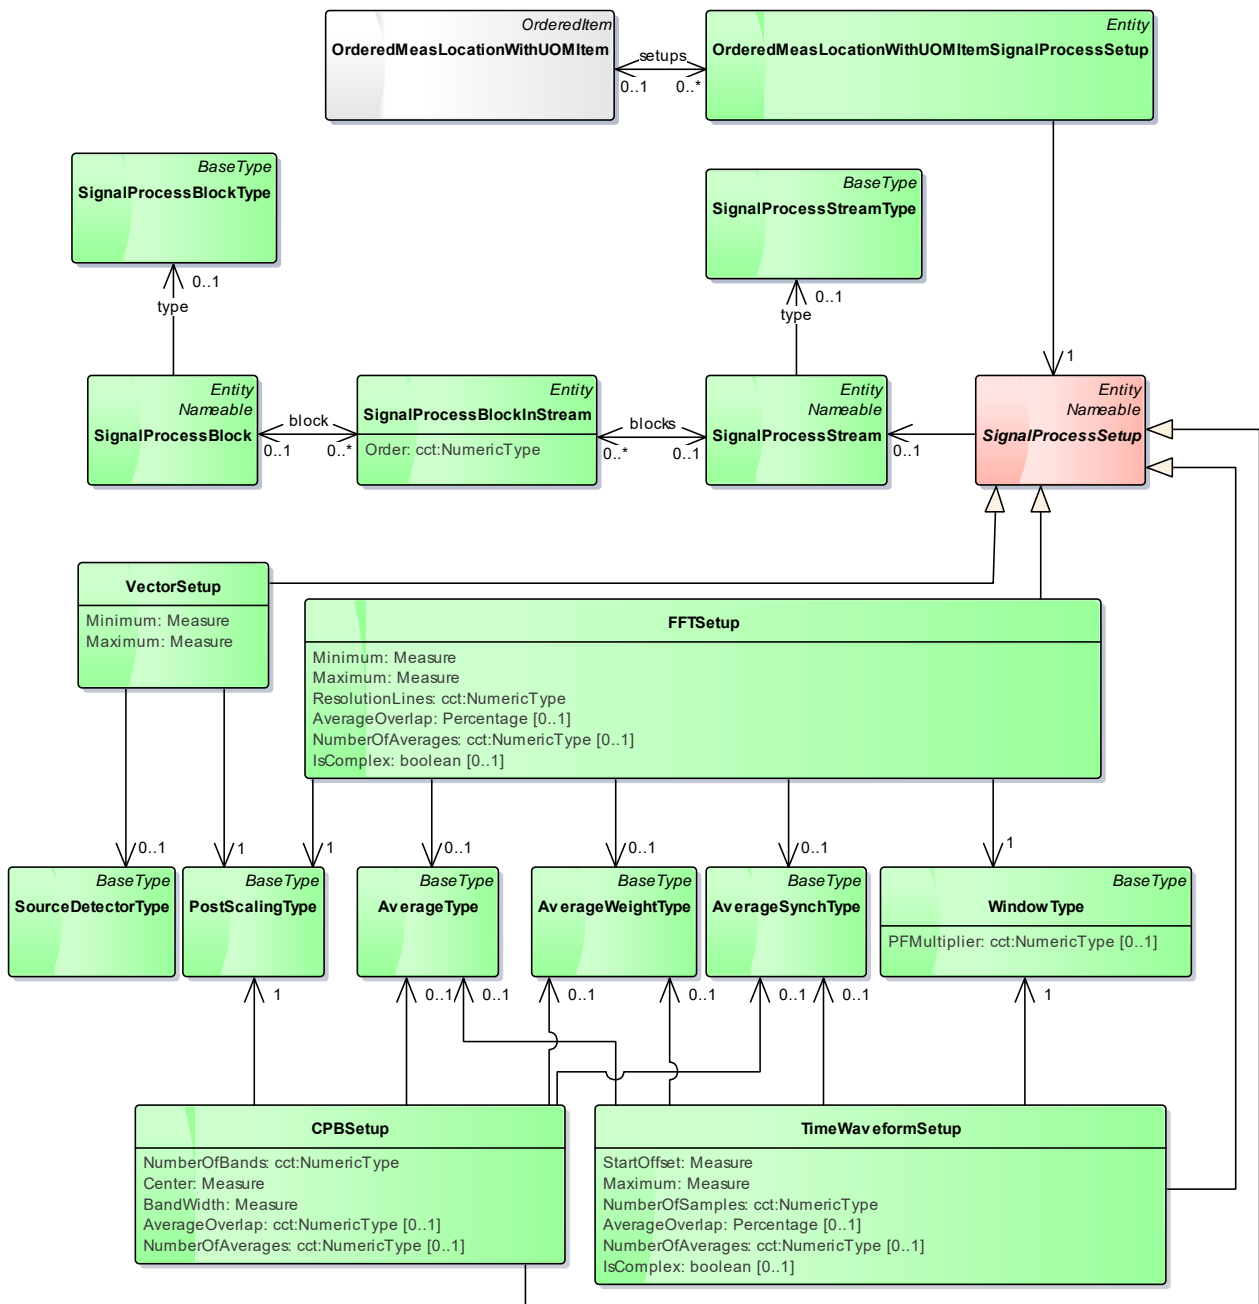 OrderedItem
OrderedMeasLocationWithUOMItem
Entity
OrderedMeasLocationWithUOMItemSignalProcessSetup
setups
0..1
0..*
BaseType
SignalProcessBlockType
BaseType
SignalProcessStreamType
0..1
type
0..1
type
1
Entity
Nameable
SignalProcessBlock
block
0..1
0..*
Entity
SignalProcessBlockInStream
Order: cct:NumericType
blocks
0..*
0..1
Entity
Nameable
SignalProcessStream
0..1
Entity
Nameable
SignalProcessSetup
VectorSetup
Minimum: Measure
Maximum: Measure
FFTSetup
Minimum: Measure
Maximum: Measure
ResolutionLines: cct:NumericType
AverageOverlap: Percentage [0..1]
NumberOfAverages: cct:NumericType [0..1]
IsComplex: boolean [0..1]
0..1
1
1
0..1
0..1
0..1
1
BaseType
SourceDetectorType
BaseType
PostScalingType
BaseType
AverageType
BaseType
AverageWeightType
BaseType
AverageSynchType
BaseType
WindowType
PFMultiplier: cct:NumericType [0..1]
1
0..1
0..1
0..1
0..1
0..1
0..1
1
CPBSetup
NumberOfBands: cct:NumericType
Center: Measure
BandWidth: Measure
AverageOverlap: cct:NumericType [0..1]
NumberOfAverages: cct:NumericType [0..1]
TimeWaveformSetup
StartOffset: Measure
Maximum: Measure
NumberOfSamples: cct:NumericType
AverageOverlap: Percentage [0..1]
NumberOfAverages: cct:NumericType [0..1]
IsComplex: boolean [0..1]